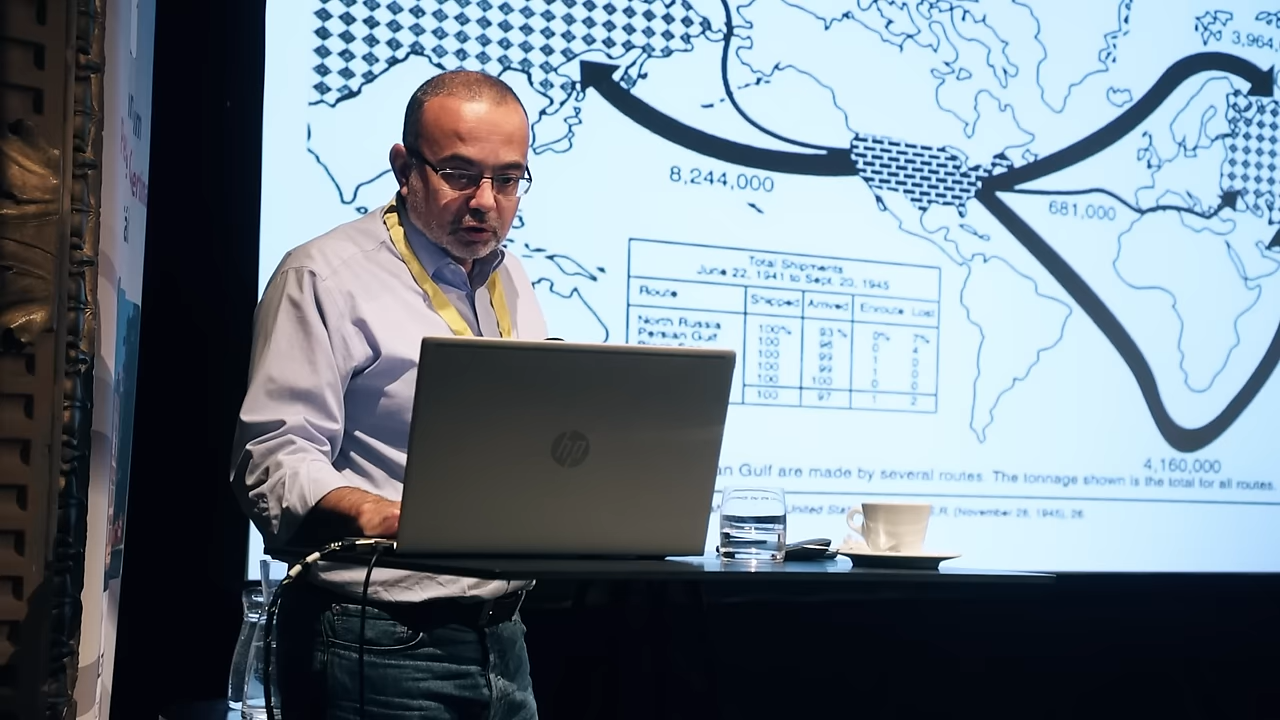 3,964,
8,244,000
681,000
Total Shipments
June 22, 1941 to Sept. 20, 1945
Route Shipped Arrived Enroute Lost
North Russia 100% 93% 0% 7%
Persian Gulf 100 96 0 4
100 99 1 0
100 99 1 0
100 100 0 0
100 97 1 2
4,160,000
an Gulf are made by several routes. The tonnage shown is the total for all routes.
United Stat
S.R. (November 28, 1945), 26.
hp